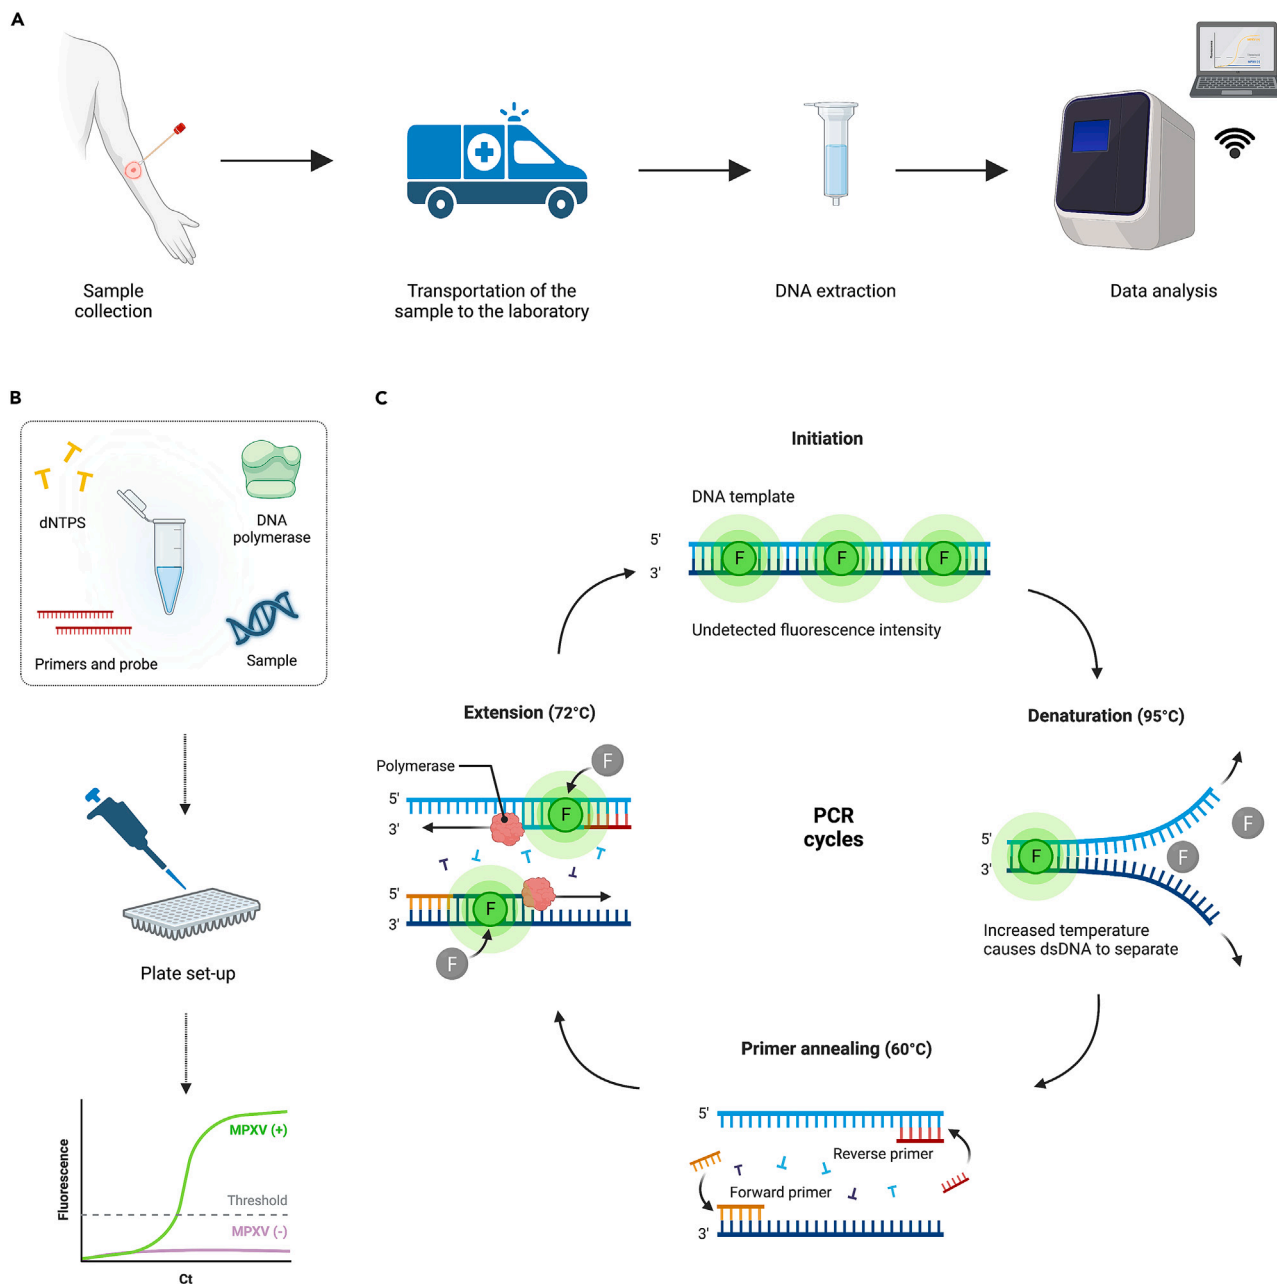 A
Sample
collection
Transportation of the
sample to the laboratory
DNA extraction
Data analysis
B
dNTPS
DNA
polymerase
Primers and probe
Sample
Plate set-up
Fluorescence
MPXV (+)
Threshold
MPXV (-)
Ct
C
Initiation
DNA template
5'
3'
F
F
F
Undetected fluorescence intensity
Denaturation (95°C)
5'
3'
F
F
F
Increased temperature
causes dsDNA to separate
PCR
cycles
Primer annealing (60°C)
5'
Reverse primer
Forward primer
3'
Extension (72°C)
Polymerase
F
5'
3'
F
5'
3'
F
F